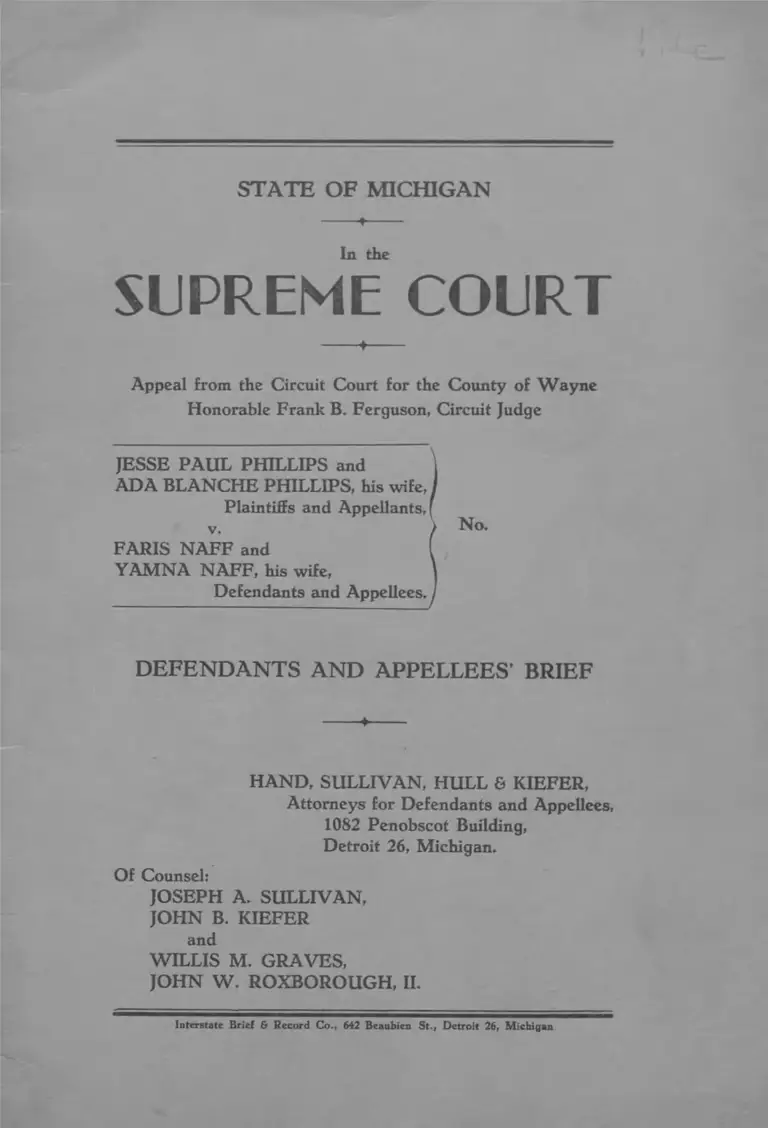 STATE OF MICHIGAN
In the
SUPREME COURT
Appeal from the Circuit Court for the County of Wayne
Honorable Frank B. Ferguson, Circuit Judge
JESSE PAUL PHILLIPS and
ADA BLANCHE PHILLIPS, his wife,
Plaintiffs and Appellants,
v.
No.
FARIS NAFF and
YAMNA NAFF, his wife,
Defendants and Appellees.
DEFENDANTS AND APPELLEES' BRIEF
HAND, SULLIVAN, HULL & KIEFER,
Attorneys for Defendants and Appellees,
1082 Penobscot Building,
Detroit 26, Michigan.
Of Counsel:
JOSEPH A. SULLIVAN,
JOHN B. KIEFER
and
WILLIS M. GRAVES,
JOHN W. ROXBOROUGH, II.
Interstate Brief & Record Co., 642 Beaubien St., Detroit 26, Michigan